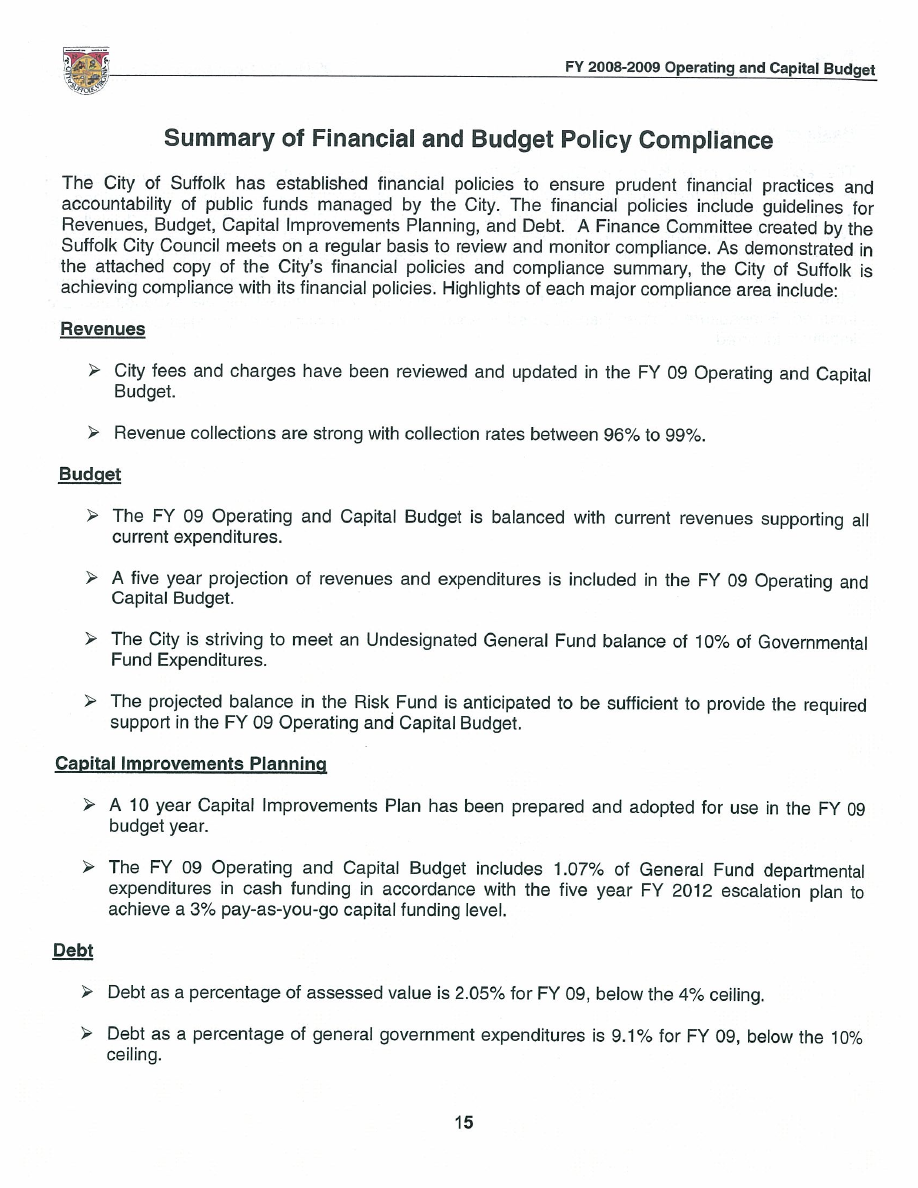 FY 2008-2009 Operating and Capital Budget
Summary of Financial and Budget Policy Compliance
The City of Suffolk has established financial policies to ensure prudent financial practices and
accountability of public funds managed by the City. The financial policies include guidelines for
Revenues, Budget, Capital Improvements Planning, and Debt. A Finance Committee created by the
Suffolk City Council meets on a regular basis to review and monitor compliance. As demonstrated in
the attached copy of the City's financial policies and compliance summary, the City of Suffolk is
achieving compliance with its financial policies. Highlights of each major compliance area include:
Revenues
➢ City fees and charges have been reviewed and updated in the FY 09 Operating and Capital
Budget.
➢ Revenue collections are strong with collection rates between 96% to 99%.
Budget
➢ The FY 09 Operating and Capital Budget is balanced with current revenues supporting all
current expenditures.
➢ A five year projection of revenues and expenditures is included in the FY 09 Operating and
Capital Budget.
➢ The City is striving to meet an Undesignated General Fund balance of 10% of Governmental
Fund Expenditures.
➢ The projected balance in the Risk Fund is anticipated to be sufficient to provide the required
support in the FY 09 Operating and Capital Budget.
Capital Improvements Planning
➢ A 10 year Capital Improvements Plan has been prepared and adopted for use in the FY 09
budget year.
➢ The FY 09 Operating and Capital Budget includes 1.07% of General Fund departmental
expenditures in cash funding in accordance with the five year FY 2012 escalation plan to
achieve a 3% pay-as-you-go capital funding level.
Debt
➢ Debt as a percentage of assessed value is 2.05% for FY 09, below the 4% ceiling.
➢ Debt as a percentage of general government expenditures is 9.1% for FY 09, below the 10%
ceiling.
15